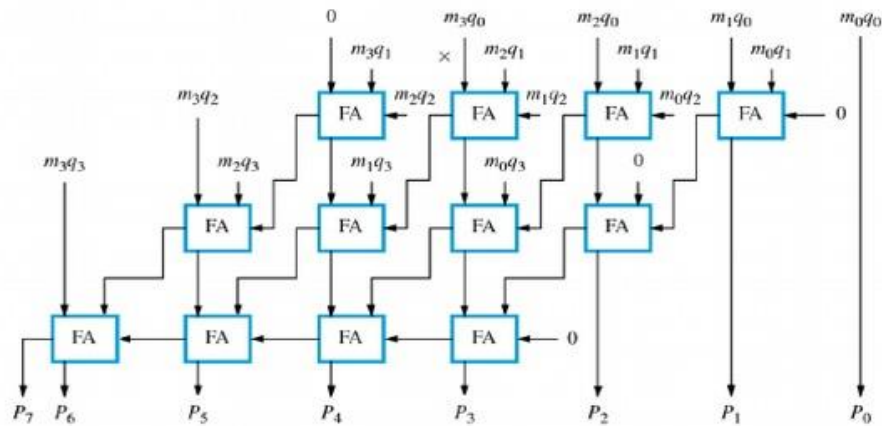 0 m₃q₀ m₂q₀ m₁q₀ m₀q₀
m₃q₁ × m₂q₁ m₁q₁ m₀q₁
m₃q₂ FA m₂q₂ FA m₁q₂ FA m₀q₂ FA 0
m₃q₃ m₂q₃ m₁q₃ m₀q₃ 0
FA FA FA FA
FA FA FA FA 0
P₇ P₆ P₅ P₄ P₃ P₂ P₁ P₀